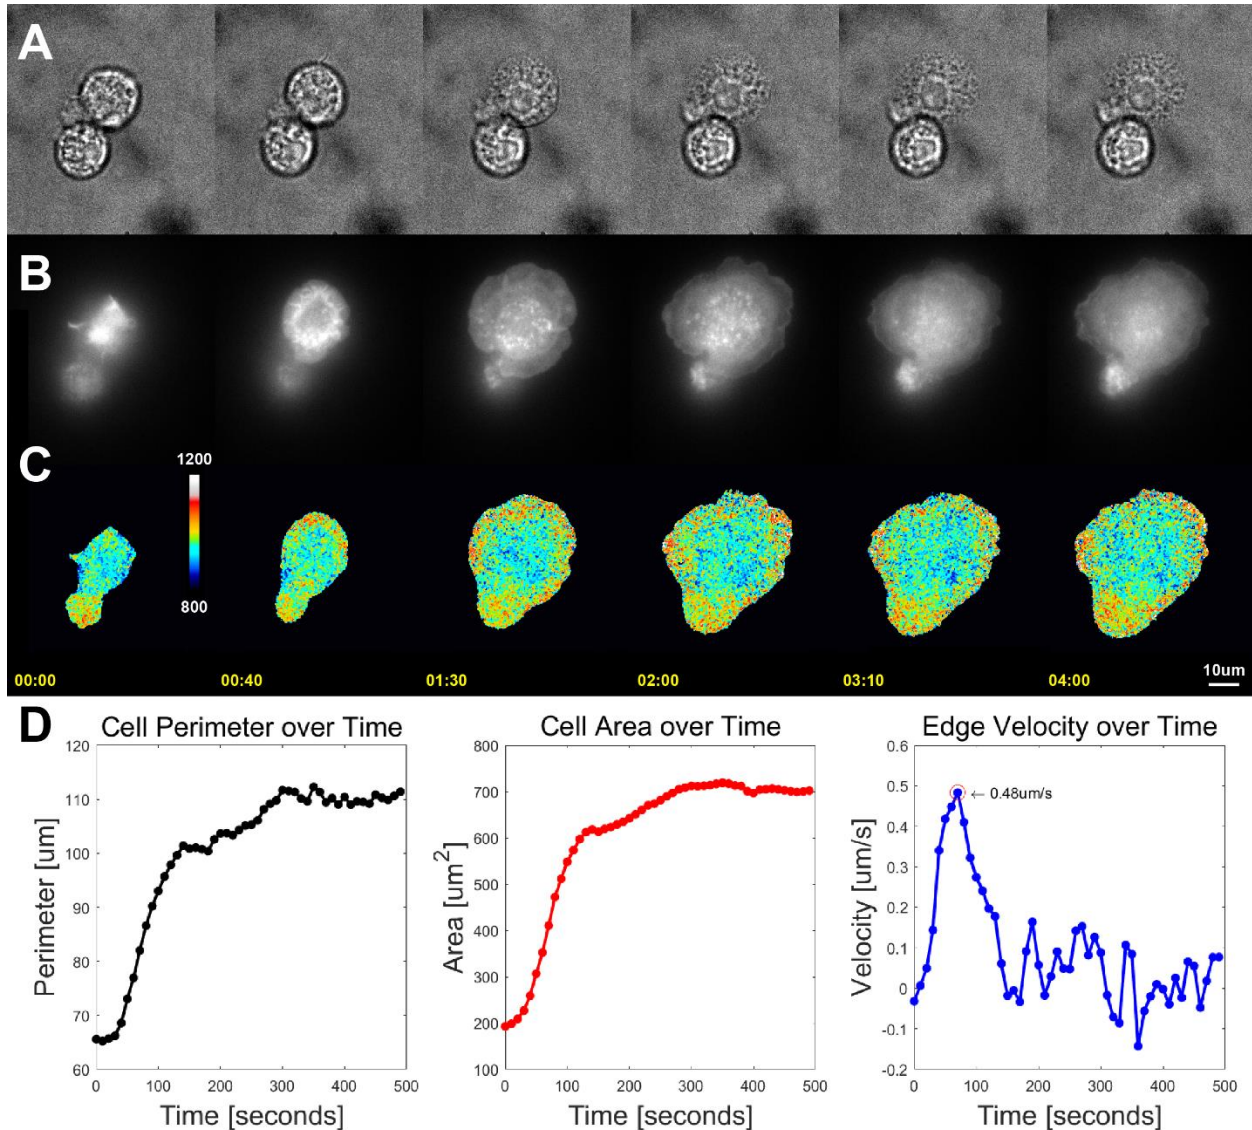 A
B
C
1200
800
00:00 00:40 01:30 02:00 03:10 04:00
10um
D
Cell Perimeter over Time
Perimeter [um]
120
110
100
90
80
70
60
0 100 200 300 400 500
Time [seconds]
Cell Area over Time
Area [um²]
800
700
600
500
400
300
200
100
0 100 200 300 400 500
Time [seconds]
Edge Velocity over Time
Velocity [um/s]
0.6
0.5
0.4
0.3
0.2
0.1
0
-0.1
-0.2
← 0.48um/s
0 100 200 300 400 500
Time [seconds]